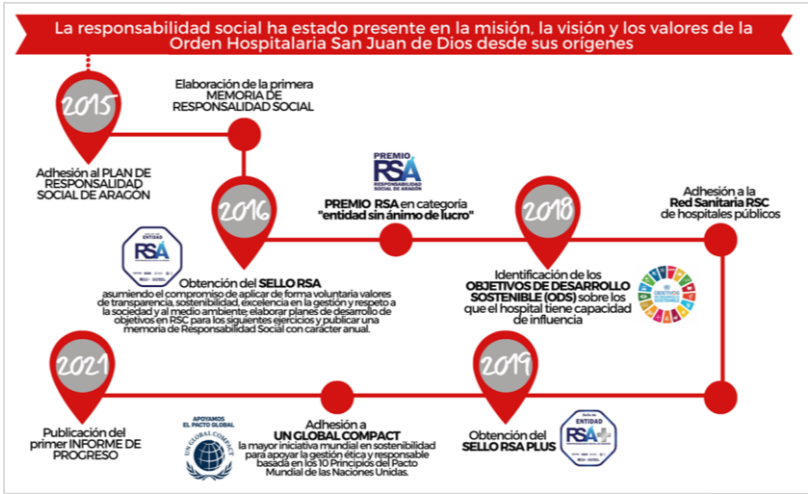 La responsabilidad social ha estado presente en la misión, la visión y los valores de la
Orden Hospitalaria San Juan de Dios desde sus orígenes
2015
Adhesión al PLAN DE
RESPONSALIDAD
SOCIAL DE ARAGÓN
Elaboración de la primera
MEMORIA DE
RESPONSALIDAD SOCIAL
2016
ENTIDAD
RSA
Obtención del SELLO RSA
asumiendo el compromiso de aplicar de forma voluntaria valores
de transparencia, sostenibilidad, excelencia en la gestión y respeto a
la sociedad y al medio ambiente; elaborar planes de desarrollo de
objetivos en RSC para los siguientes ejercicios y publicar una
memoria de Responsabilidad Social con carácter anual.
PREMIO
RSA
RESPONSABILIDAD
SOCIAL DE ARAGÓN
PREMIO RSA en categoría
"entidad sin ánimo de lucro"
2018
Identificación de los
OBJETIVOS DE DESARROLLO
SOSTENIBLE (ODS) sobre los
que el hospital tiene capacidad
de influencia
OBJETIVOS
DE DESARROLLO
SOSTENIBLE
Adhesión a la
Red Sanitaria RSC
de hospitales públicos
2019
Obtención del
SELLO RSA PLUS
ENTIDAD
RSA+
APOYAMOS
EL PACTO GLOBAL
UN GLOBAL COMPACT
Adhesión a
UN GLOBAL COMPACT
la mayor iniciativa mundial en sostenibilidad
para apoyar la gestión ética y responsable
basada en los 10 Principios del Pacto
Mundial de las Naciones Unidas.
2021
Publicación del
primer INFORME DE
PROGRESO